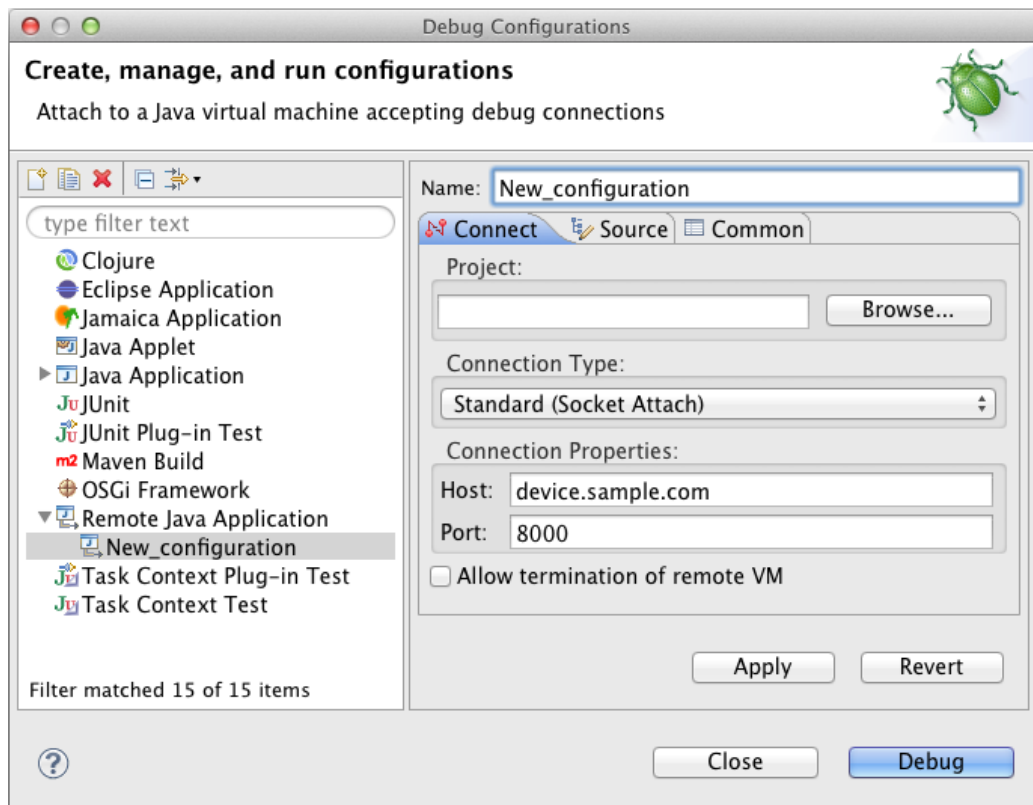 Debug Configurations
Create, manage, and run configurations
Attach to a Java virtual machine accepting debug connections
type filter text
Clojure
Eclipse Application
Jamaica Application
Java Applet
Java Application
JUnit
JUnit Plug-in Test
m2 Maven Build
OSGi Framework
Remote Java Application
New_configuration
Task Context Plug-in Test
Task Context Test
Filter matched 15 of 15 items
Name: New_configuration
Connect Source Common
Project:
Browse...
Connection Type:
Standard (Socket Attach)
Connection Properties:
Host: device.sample.com
Port: 8000
Allow termination of remote VM
Apply Revert
? Close Debug